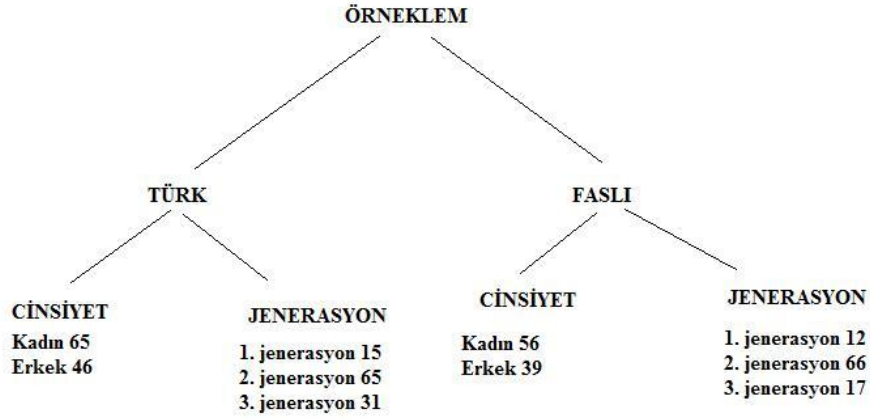 ÖRNEKLEM
TÜRK
FASLI
CİNSİYET
Kadın 65
Erkek 46
JENERASYON
1. jenerasyon 15
2. jenerasyon 65
3. jenerasyon 31
CİNSİYET
Kadın 56
Erkek 39
JENERASYON
1. jenerasyon 12
2. jenerasyon 66
3. jenerasyon 17